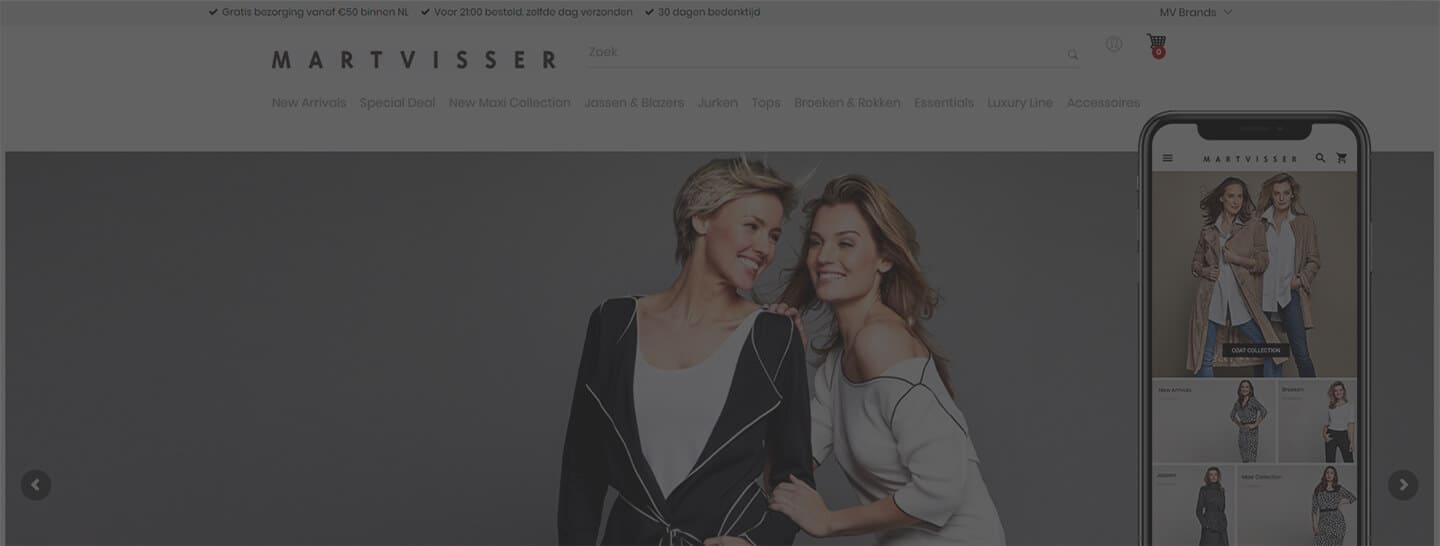 Gratis bezorging vanaf €50 binnen NL Voor 21:00 besteld, zelfde dag verzonden 30 dagen bedenktijd MV Brands
MARTVISSER
Zoek
0
New Arrivals Special Deal New Maxi Collection Jassen & Blazers Jurken Tops Broeken & Rokken Essentials Luxury Line Accessoires
MARTVISSER
COAT COLLECTION
New Arrivals Broeken
Jassen Maxi Collection